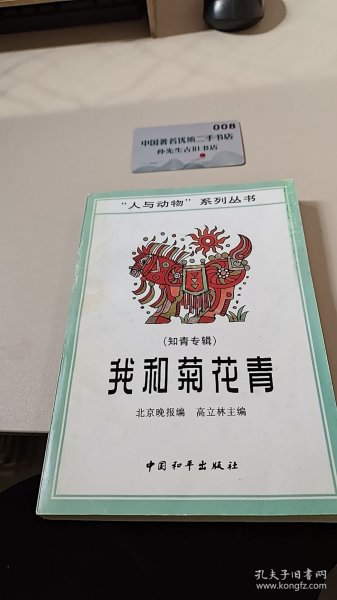 008
中国著名优质二手书店
孙先生古旧书店
“人与动物”系列丛书
（知青专辑）
我和菊花青
北京晚报编 高立林主编
中国和平出版社
孔夫子旧书网
www.kongfz.com